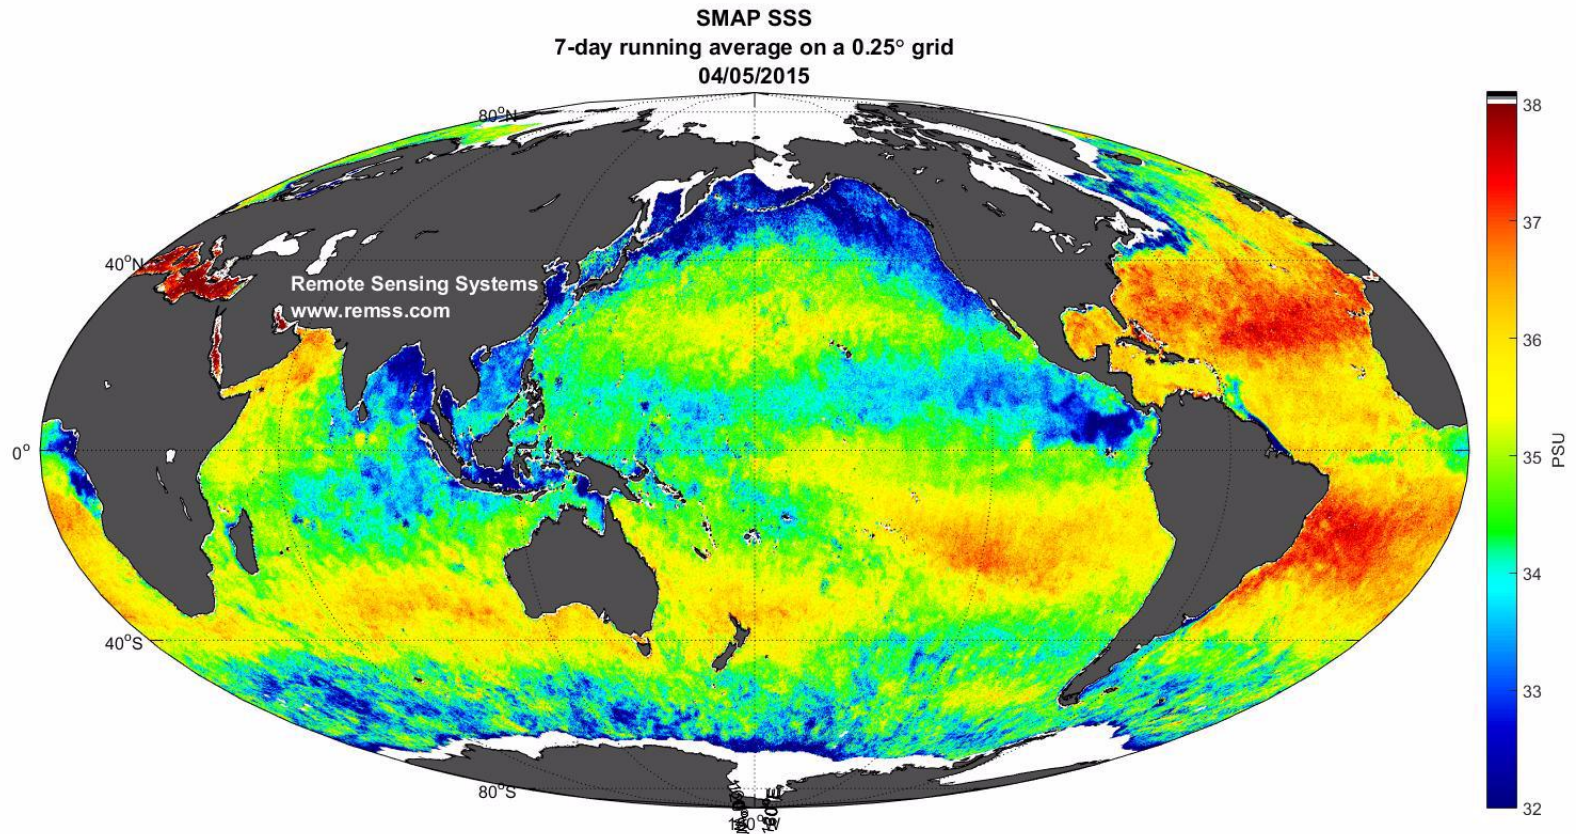 SMAP SSS
7-day running average on a 0.25° grid
04/05/2015
80°N
40°N
Remote Sensing Systems
www.remss.com
0°
40°S
80°S
38
37
36
35
34
33
32
PSU